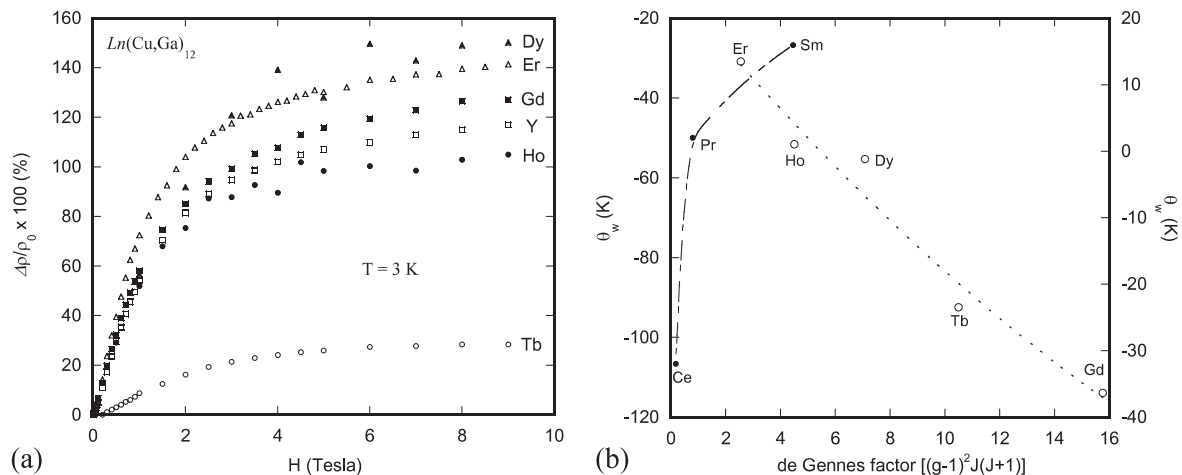 160
140
120
100
80
60
40
20
0
Δρ/ρ₀ x 100 (%)
Ln(Cu,Ga)₁₂
T = 3 K
Dy
Er
Gd
Y
Ho
Tb
0
2
4
6
8
10
H (Tesla)
(a)
-20
-40
-60
-80
-100
-120
θw (K)
Er
Sm
Pr
Ho
Dy
Tb
Ce
Gd
20
10
0
-10
-20
-30
-40
θw (K)
0
2
4
6
8
10
12
14
16
de Gennes factor [(g-1)²J(J+1)]
(b)